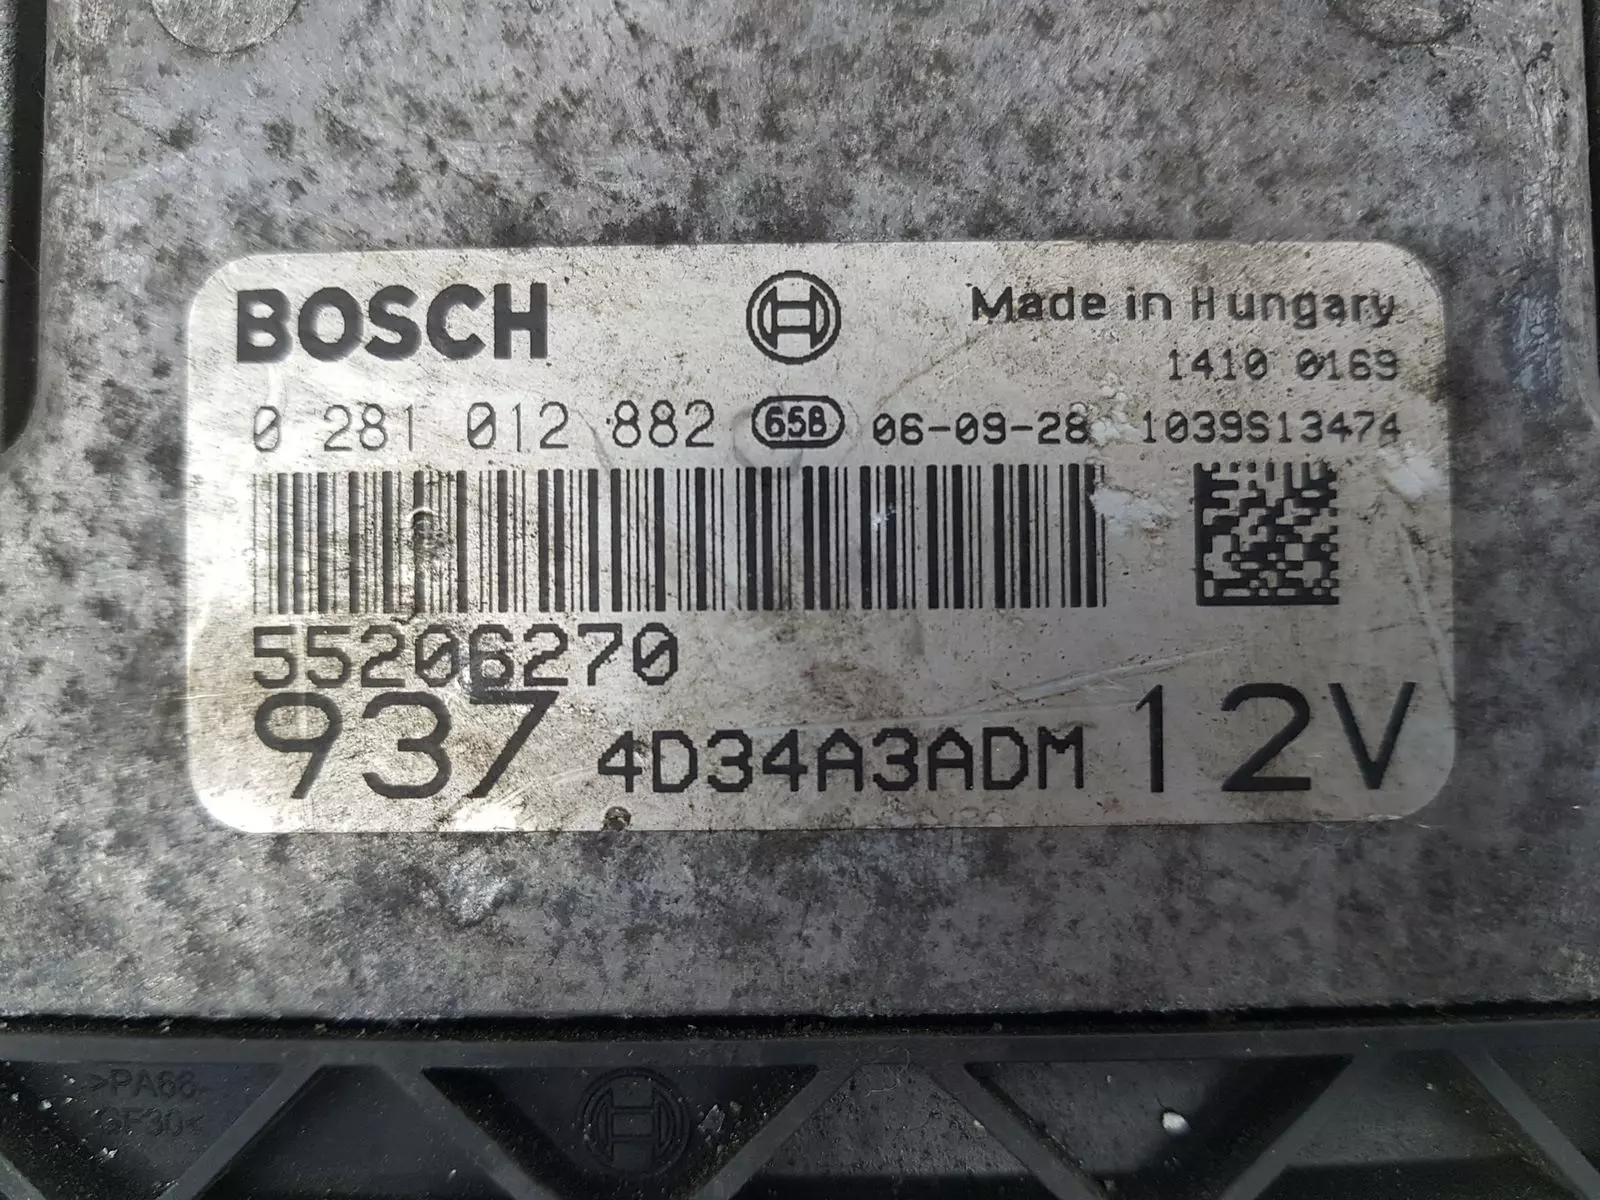 BOSCH Made in Hungary
1410 0169
0 281 012 882 65B 06-09-28 1039S13474
55206270
937 4D34A3ADM 12V
>PA66-
GF30<